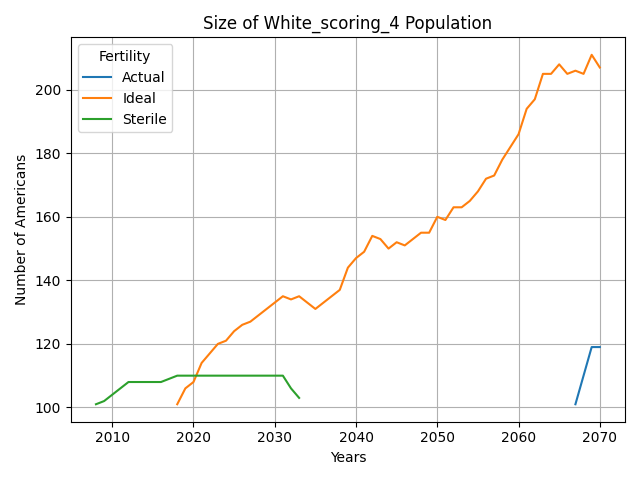 Size of White_scoring_4 Population
Fertility
Actual
Ideal
Sterile
Number of Americans
200
180
160
140
120
100
2010 2020 2030 2040 2050 2060 2070
Years